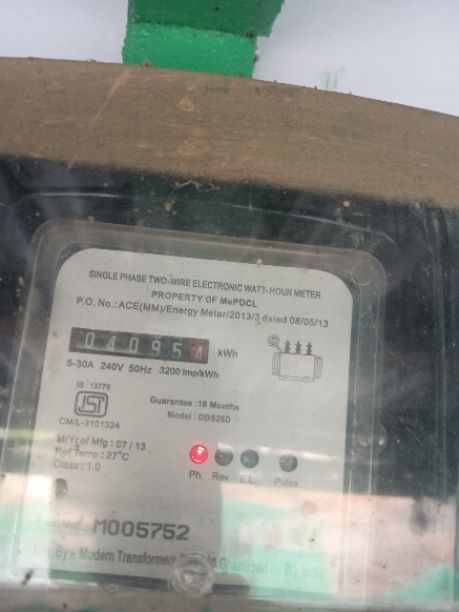 SINGLE PHASE TWO-WIRE ELECTRONIC WATT-HOUR METER
PROPERTY OF MePDCL
P.O. No.: ACE(MM)/Energy Meter/2013/3 dated 08/05/13
04095 kWh
5-30A 240V 50Hz 3200 Imp/kWh
IS : 13779
ISI
CM/L-3101324
Guarantee :18 Months
Model : DDS26D
M/Yr of Mfg : 07 / 13
Ref Temp : 27°C
Class : 1.0
Ph. Rev. E.L. Pulse
M005752
By :- Modern Transformers Ghaziabad (U.P.), India